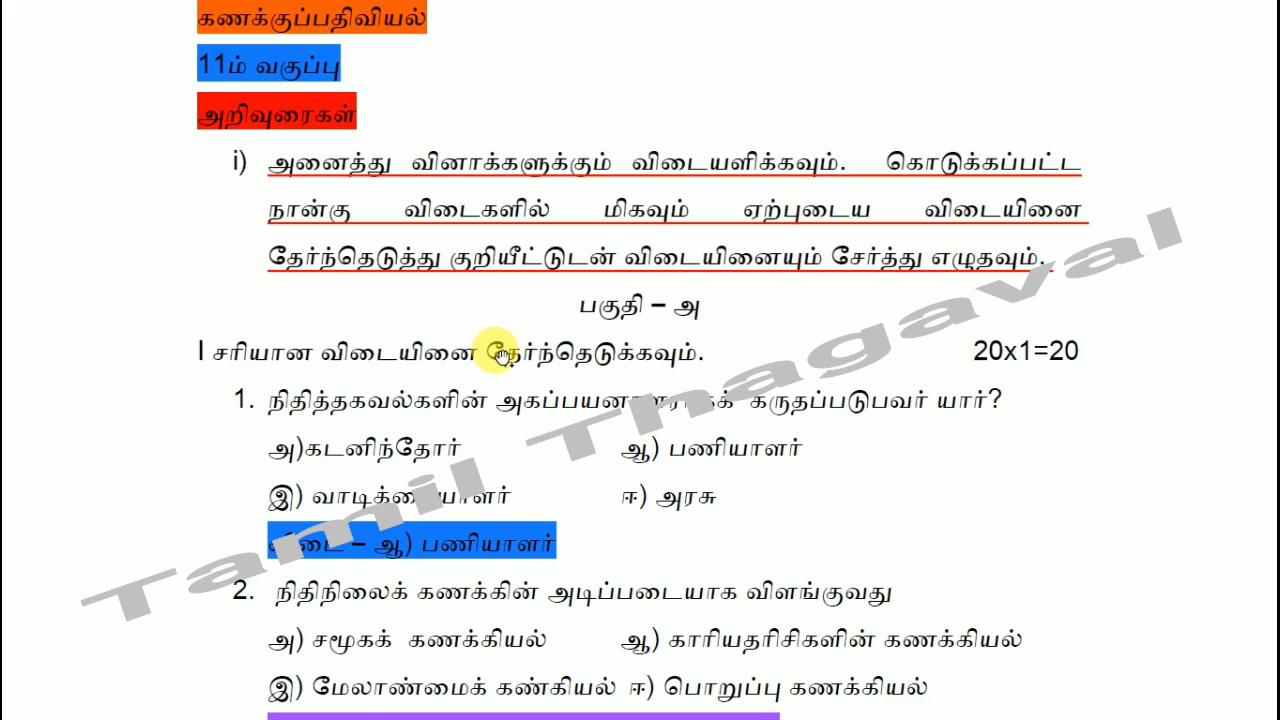 கணக்குப்பதிவியல்
11ம் வகுப்பு
அறிவுரைகள்
i) அனைத்து வினாக்களுக்கும் விடையளிக்கவும். கொடுக்கப்பட்ட
நான்கு விடைகளில் மிகவும் ஏற்புடைய விடையினை
தேர்ந்தெடுத்து குறியீட்டுடன் விடையினையும் சேர்த்து எழுதவும்.
பகுதி – அ
I சரியான விடையினை தேர்ந்தெடுக்கவும். 20x1=20
1. நிதித்தகவல்களின் அகப்பயனாளராகக் கருதப்படுபவர் யார்?
அ)கடனிந்தோர் ஆ) பணியாளர்
இ) வாடிக்கையாளர் ஈ) அரசு
விடை – ஆ) பணியாளர்
2. நிதிநிலைக் கணக்கின் அடிப்படையாக விளங்குவது
அ) சமூகக் கணக்கியல் ஆ) காரியதரிசிகளின் கணக்கியல்
இ) மேலாண்மைக் கண்கியல் ஈ) பொறுப்பு கணக்கியல்
Tamil Thagaval